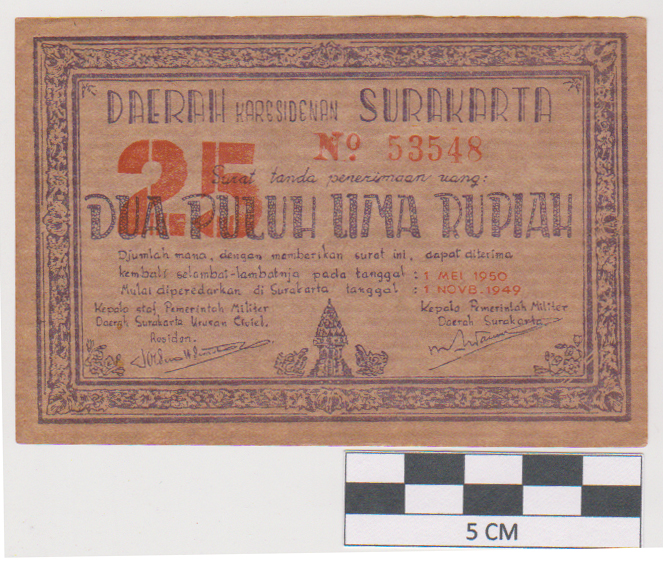 DAERAH KARESIDENAN SURAKARTA
25
Nº 53548
Surat tanda penerimaan uang:
DUA PULUH LIMA RUPIAH
Djumlah mana, dengan memberikan surat ini, dapat diterima
kembali selambat-lambatnja pada tanggal : 1 MEI. 1950
Mulai diperedarkan di Surakarta tanggal : 1 NOVB. 1949
Kepala staf Pemerintah Militer
Daerah Surakarta Urusan Civiel.
Residen.
Kepala Pemerintah Militer
Daerah Surakarta.
5 CM